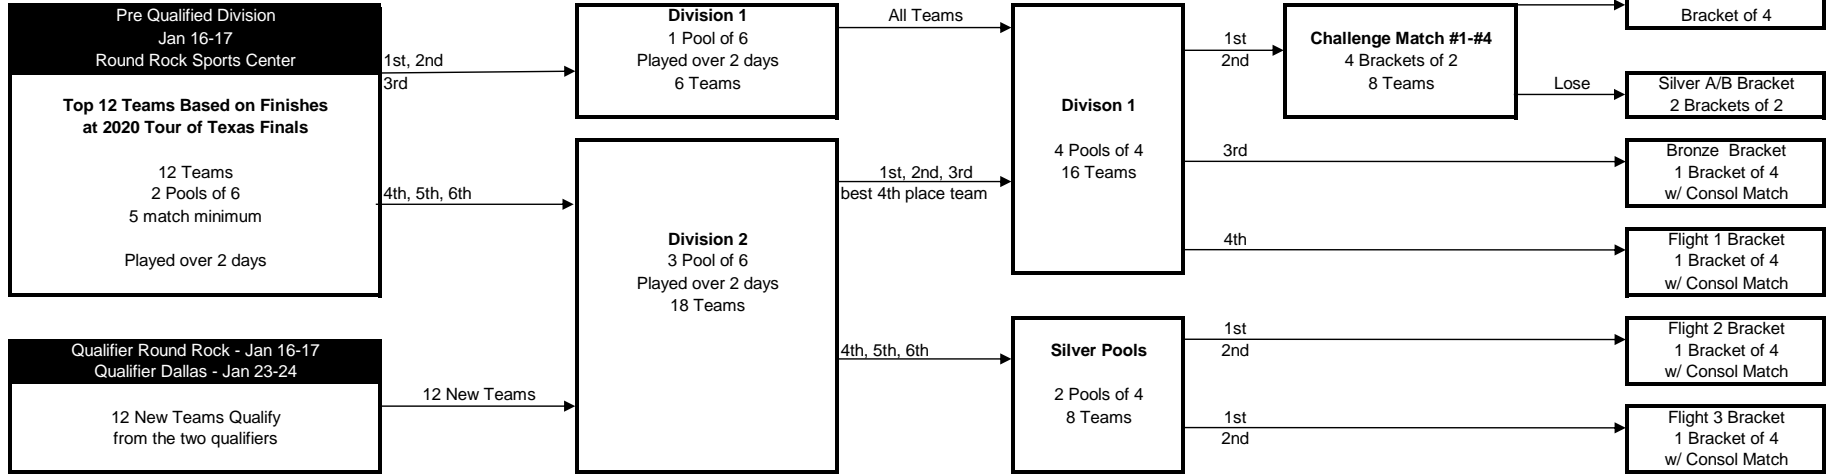 Pre Qualified Division
Jan 16-17
Round Rock Sports Center
Top 12 Teams Based on Finishes
at 2020 Tour of Texas Finals
12 Teams
2 Pools of 6
5 match minimum
Played over 2 days
Qualifier Round Rock - Jan 16-17
Qualifier Dallas - Jan 23-24
12 New Teams Qualify
from the two qualifiers
1st, 2nd
3rd
4th, 5th, 6th
12 New Teams
Division 1
1 Pool of 6
Played over 2 days
6 Teams
Division 2
3 Pool of 6
Played over 2 days
18 Teams
All Teams
1st, 2nd, 3rd
best 4th place team
4th, 5th, 6th
Divison 1
4 Pools of 4
16 Teams
Silver Pools
2 Pools of 4
8 Teams
1st
2nd
3rd
4th
1st
2nd
1st
2nd
Challenge Match #1-#4
4 Brackets of 2
8 Teams
Lose
Bracket of 4
Silver A/B Bracket
2 Brackets of 2
Bronze  Bracket
1 Bracket of 4
w/ Consol Match
Flight 1 Bracket
1 Bracket of 4
w/ Consol Match
Flight 2 Bracket
1 Bracket of 4
w/ Consol Match
Flight 3 Bracket
1 Bracket of 4
w/ Consol Match